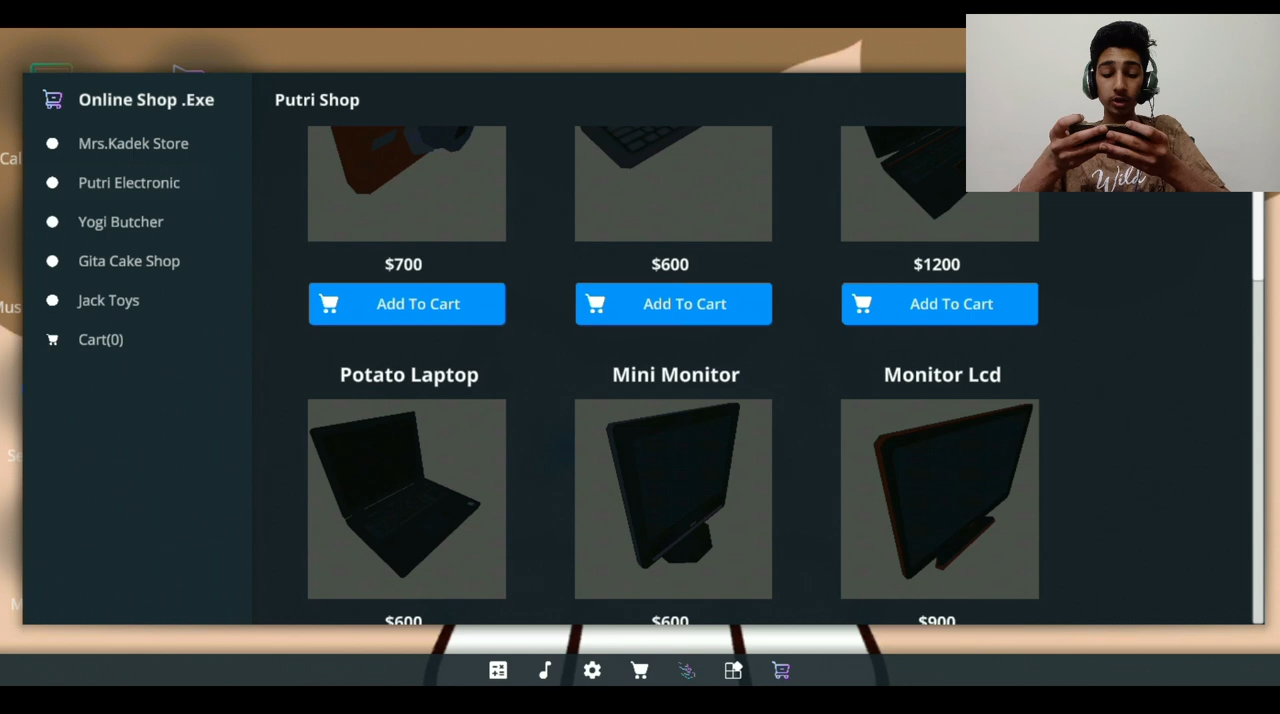 Online Shop .Exe
Putri Shop
Mrs.Kadek Store
Putri Electronic
Yogi Butcher
Gita Cake Shop
Jack Toys
Cart(0)
$700
$600
$1200
Add To Cart
Add To Cart
Add To Cart
Potato Laptop
Mini Monitor
Monitor Lcd
$600
$600
$900
Wild